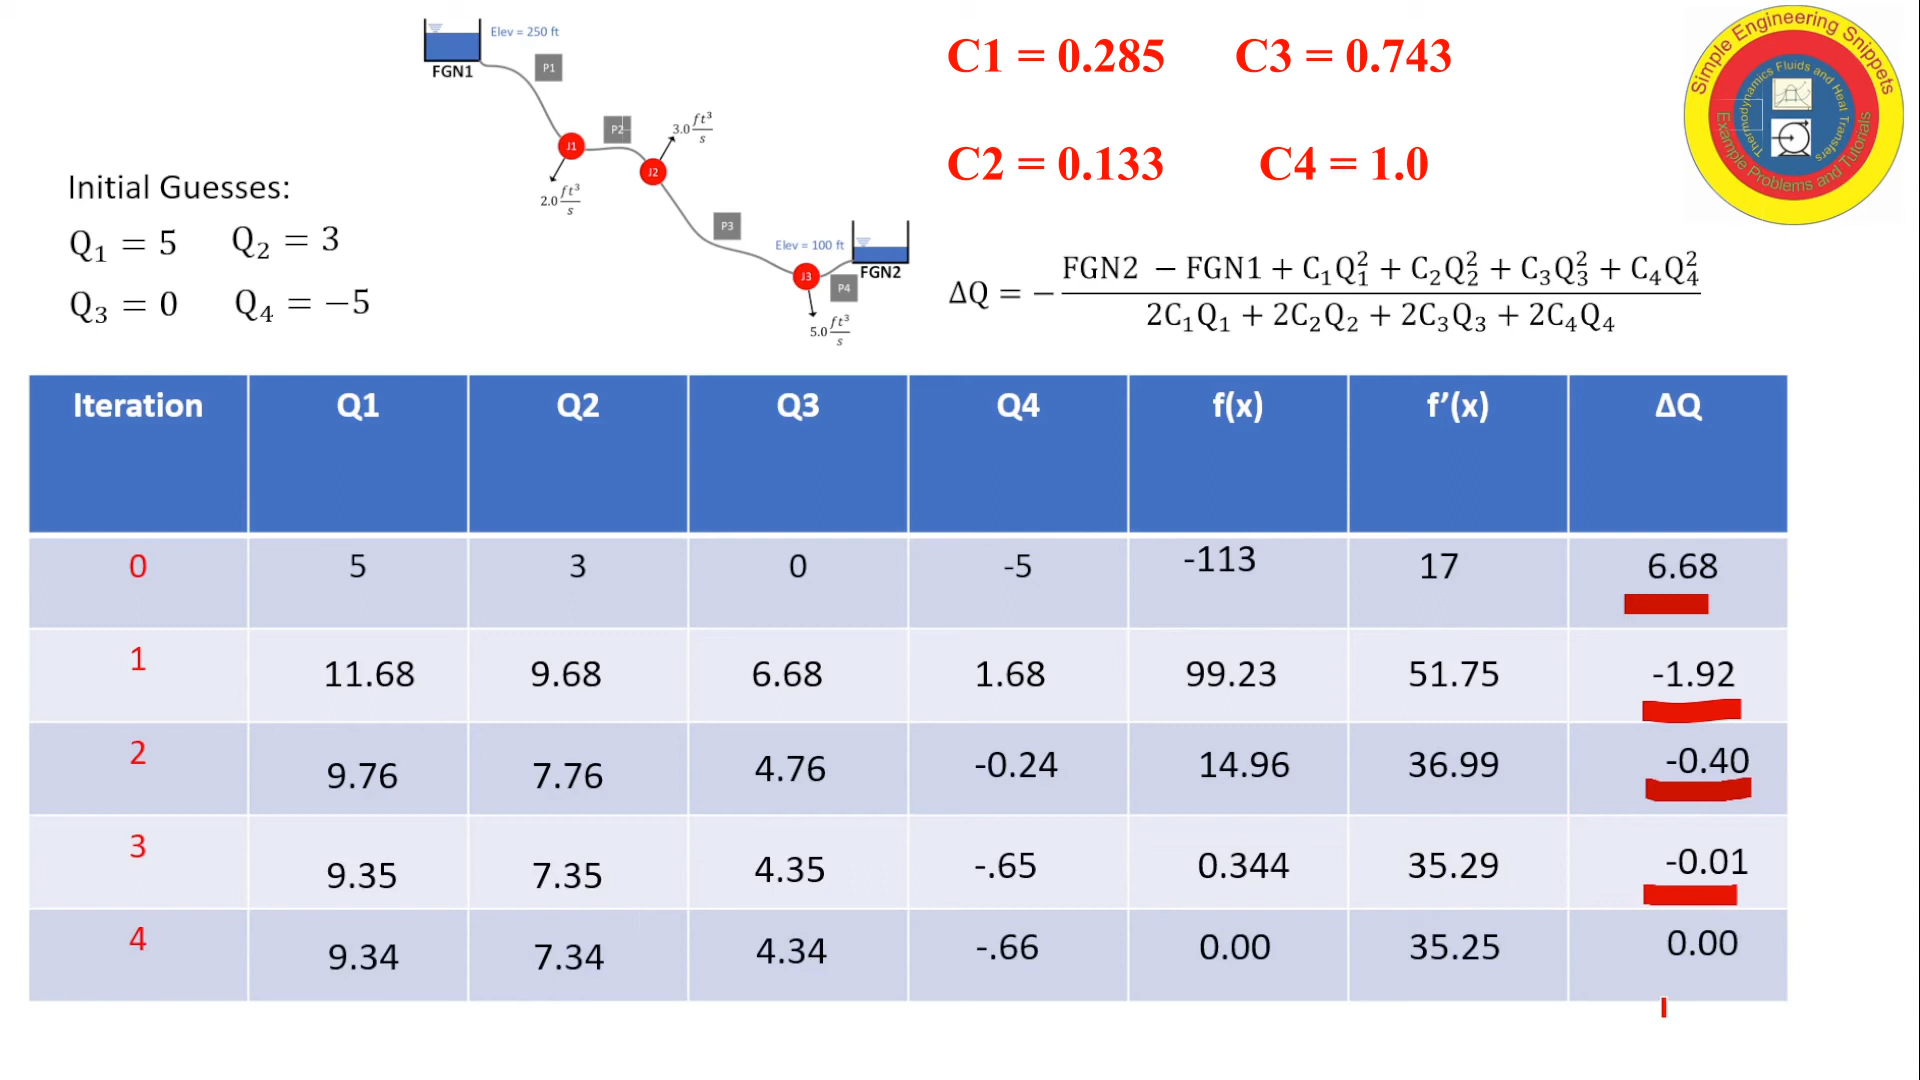 Elev = 250 ft
FGN1
P1
J1
P2
3.0 ft³/s
J2
2.0 ft³/s
P3
Elev = 100 ft
FGN2
J3
P4
5.0 ft³/s
C1 = 0.285 C3 = 0.743
C2 = 0.133 C4 = 1.0
Simple Engineering Snippets
Thermodynamics Fluids and Heat Transfers
Example Problems and Tutorials
Initial Guesses:
Q₁ = 5 Q₂ = 3
Q₃ = 0 Q₄ = −5
ΔQ = − (FGN2 − FGN1 + C₁Q₁² + C₂Q₂² + C₃Q₃² + C₄Q₄²) / (2C₁Q₁ + 2C₂Q₂ + 2C₃Q₃ + 2C₄Q₄)
Iteration Q1 Q2 Q3 Q4 f(x) f’(x) ΔQ
0 5 3 0 -5 -113 17 6.68
1 11.68 9.68 6.68 1.68 99.23 51.75 -1.92
2 9.76 7.76 4.76 -0.24 14.96 36.99 -0.40
3 9.35 7.35 4.35 -.65 0.344 35.29 -0.01
4 9.34 7.34 4.34 -.66 0.00 35.25 0.00